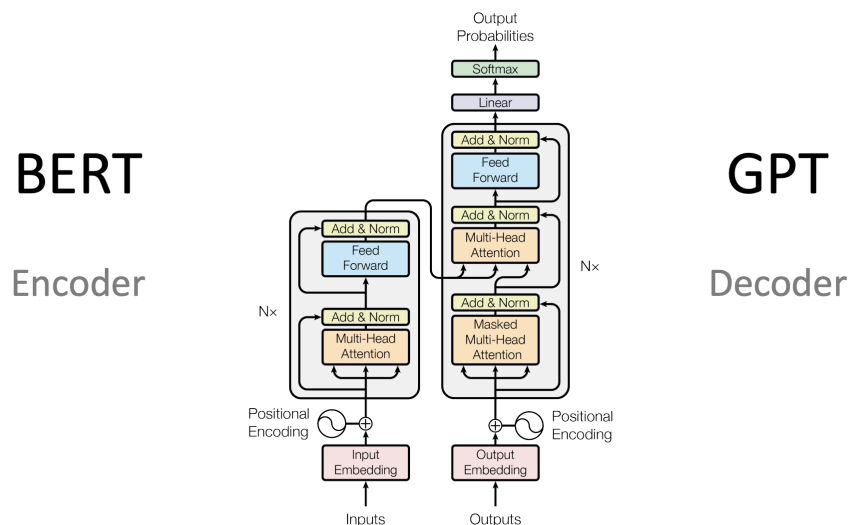 Output
Probabilities
Softmax
Linear
Add & Norm
Feed
Forward
Add & Norm
Multi-Head
Attention
Add & Norm
Masked
Multi-Head
Attention
Nx
Positional
Encoding
Output
Embedding
Outputs
BERT
Encoder
Add & Norm
Feed
Forward
Add & Norm
Multi-Head
Attention
Nx
Positional
Encoding
Input
Embedding
Inputs
GPT
Decoder